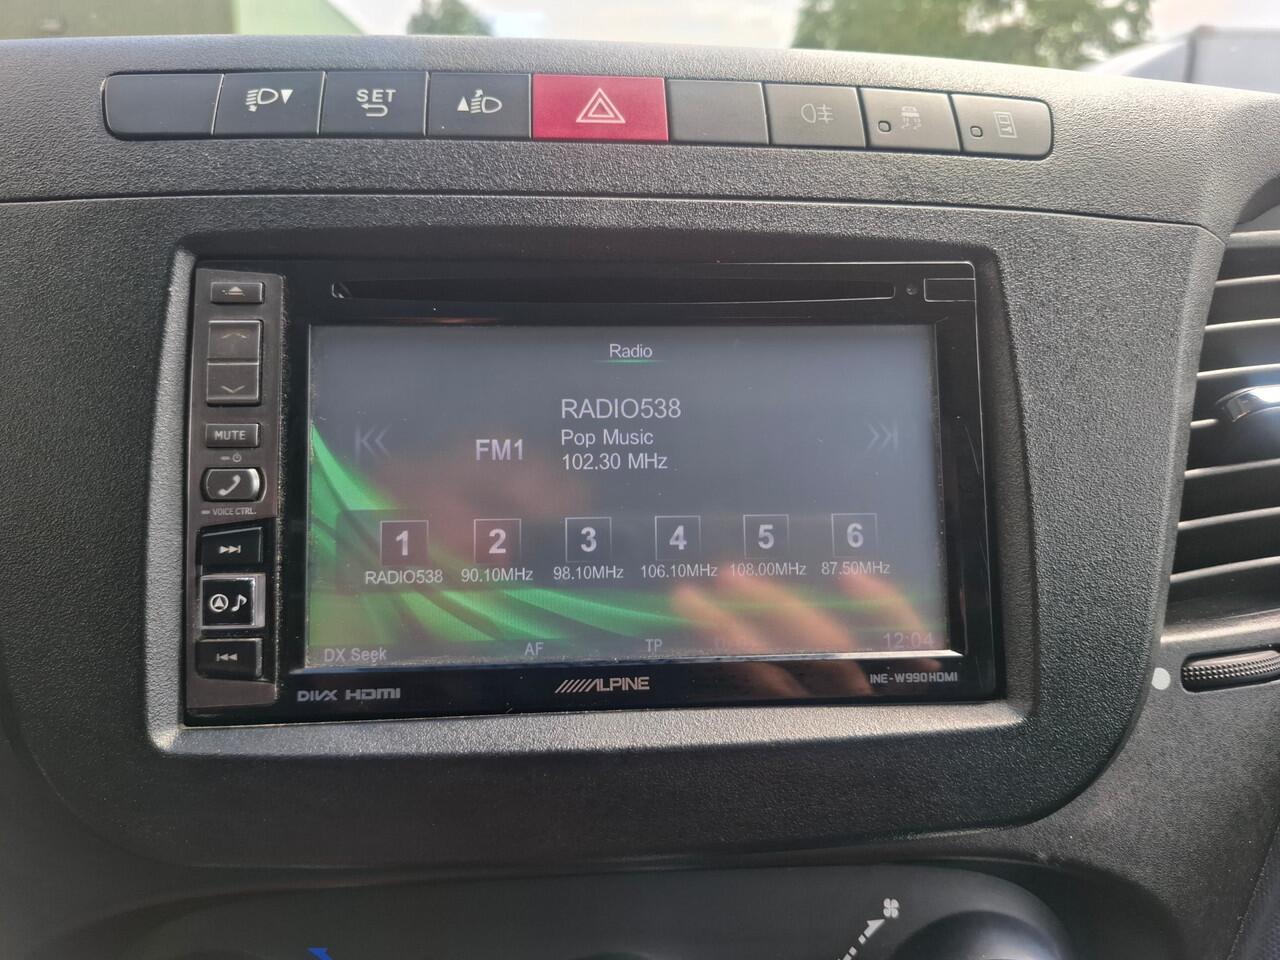 SET
Radio
RADIO538
Pop Music
FM1
102.30 MHz
MUTE
VOICE CTRL.
1 2 3 4 5 6
RADIO538 90.10MHz 98.10MHz 106.10MHz 108.00MHz 87.50MHz
DX Seek AF TP 12:04
DIVX HDMI ALPINE INE-W990HDMI